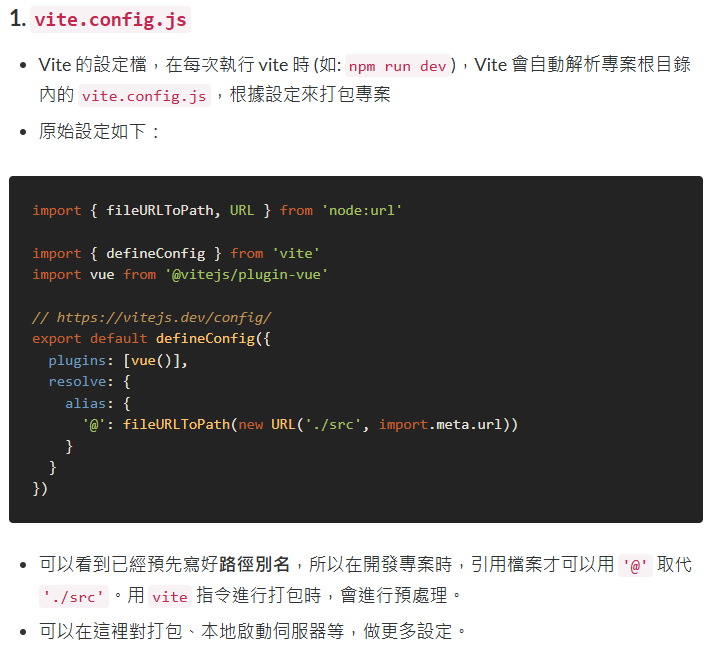 1. vite.config.js
• Vite 的設定檔，在每次執行 vite 時 (如: npm run dev)，Vite 會自動解析專案根目錄
內的 vite.config.js，根據設定來打包專案
• 原始設定如下：
import { fileURLToPath, URL } from 'node:url'
import { defineConfig } from 'vite'
import vue from '@vitejs/plugin-vue'
// https://vitejs.dev/config/
export default defineConfig({
  plugins: [vue()],
  resolve: {
    alias: {
      '@': fileURLToPath(new URL('./src', import.meta.url))
    }
  }
})
• 可以看到已經預先寫好路徑別名，所以在開發專案時，引用檔案才可以用 '@' 取代
'./src'。用 vite 指令進行打包時，會進行預處理。
• 可以在這裡對打包、本地啟動伺服器等，做更多設定。